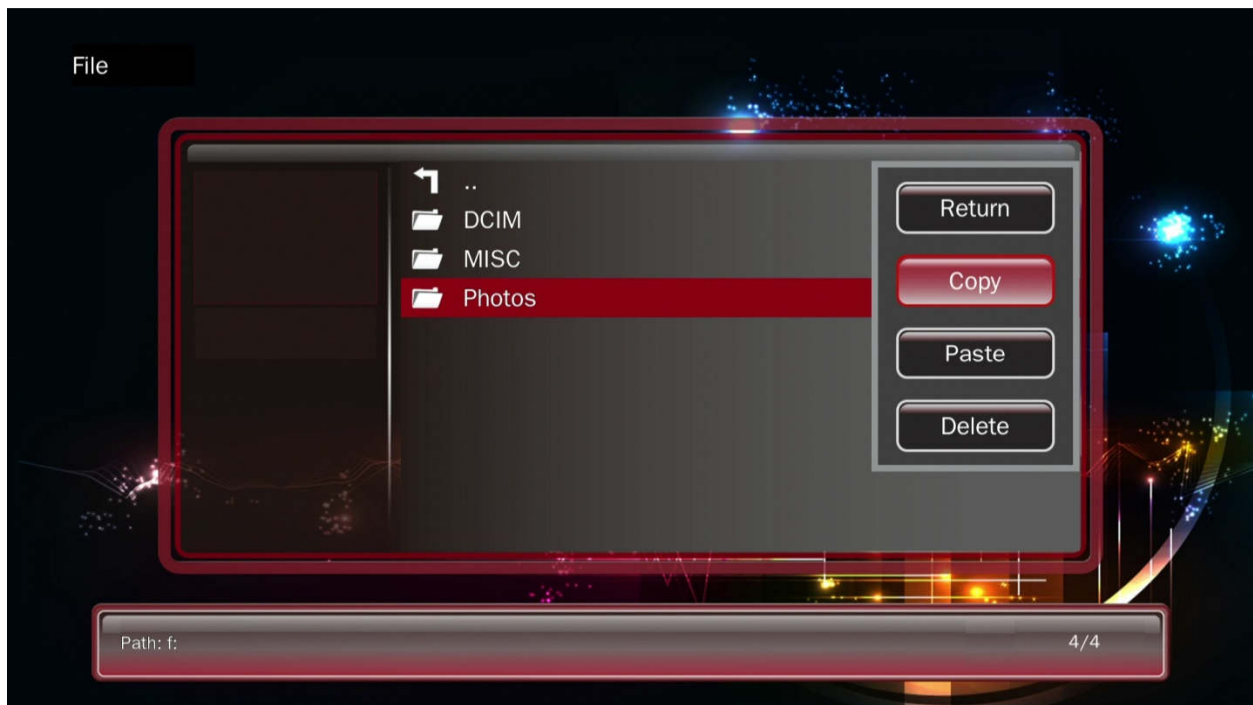 File
..
DCIM
MISC
Photos
Return
Copy
Paste
Delete
Path: f:
4/4